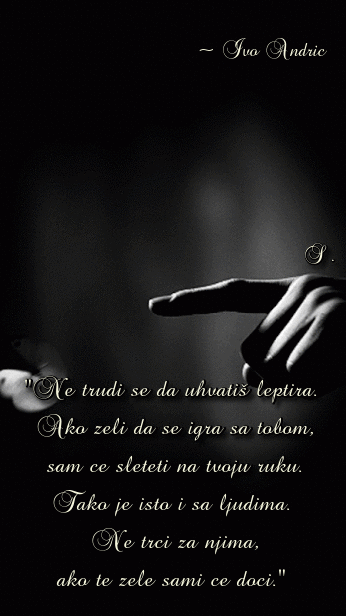 ~ Ivo Andric
S.
"Ne trudi se da uhvatiš leptira.
Ako zeli da se igra sa tobom,
sam ce sleteti na tvoju ruku.
Tako je isto i sa ljudima.
Ne trci za njima,
ako te zele sami ce doci."